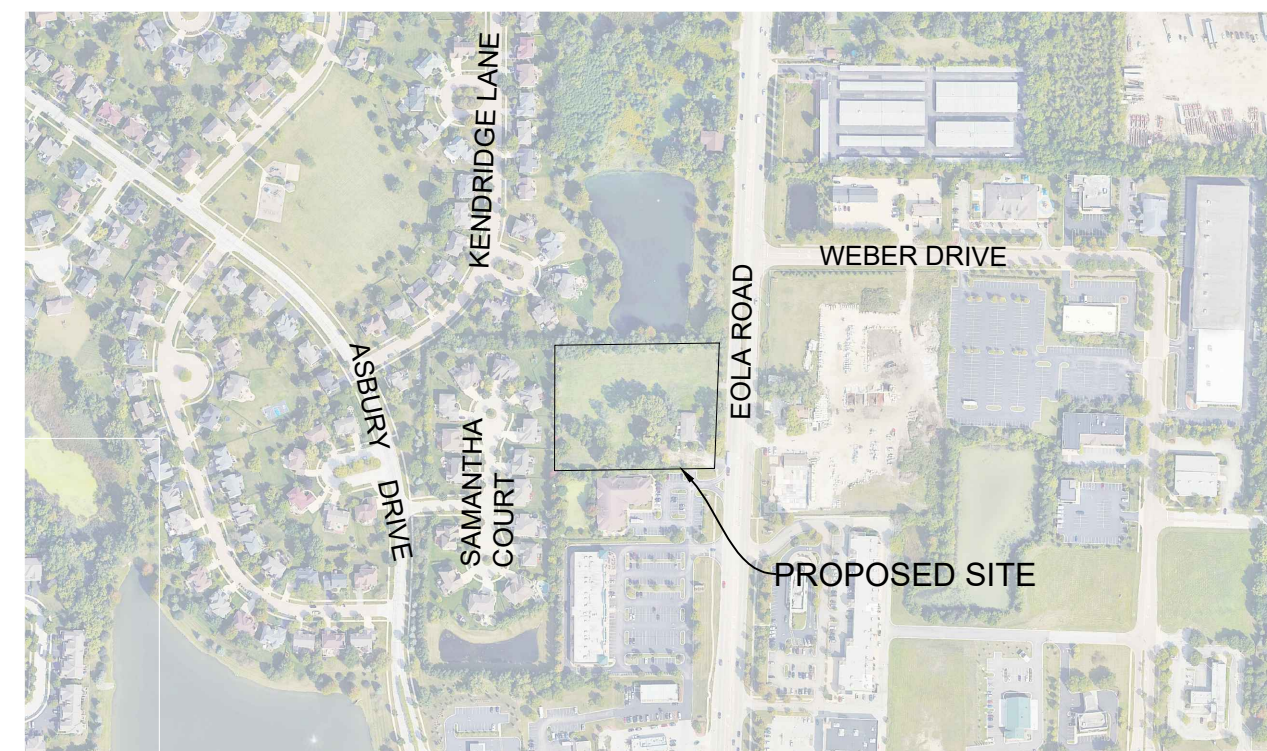 KENDRIDGE LANE
WEBER DRIVE
EOLA ROAD
ASBURY DRIVE
SAMANTHA
COURT
PROPOSED SITE